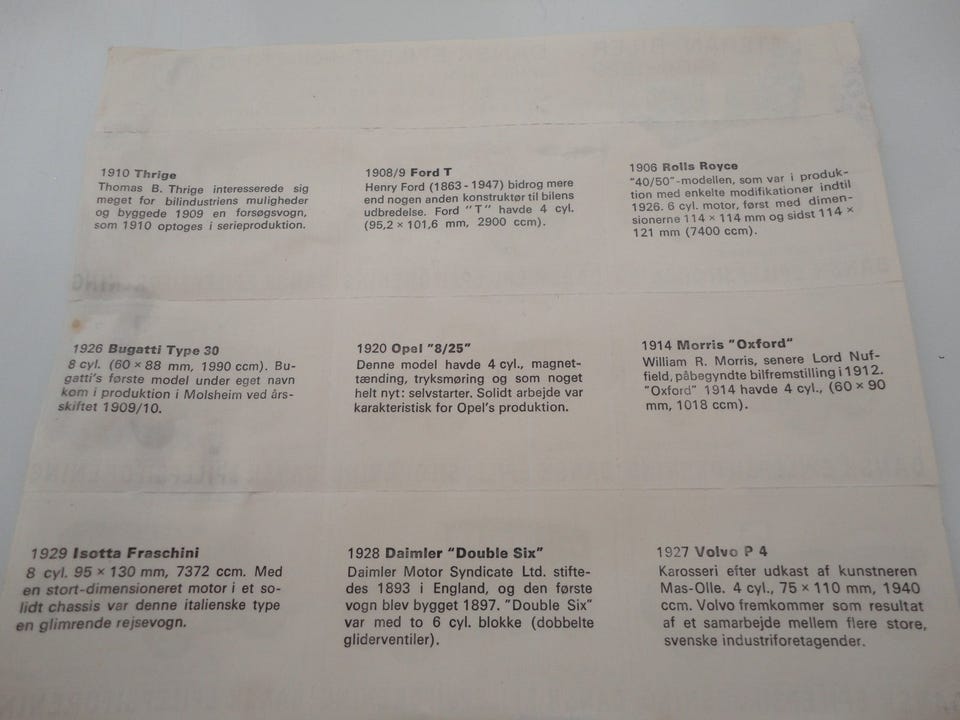 1910 Thrige
Thomas B. Thrige interesserede sig
meget for bilindustriens muligheder
og byggede 1909 en forsøgsvogn,
som 1910 optoges i serieproduktion.
1908/9 Ford T
Henry Ford (1863-1947) bidrog mere
end nogen anden konstruktør til bilens
udbredelse. Ford "T" havde 4 cyl.
(95,2 × 101,6 mm, 2900 ccm).
1906 Rolls Royce
"40/50"-modellen, som var i produk-
tion med enkelte modifikationer indtil
1926. 6 cyl. motor, først med dimen-
sionerne 114 × 114 mm og sidst 114 ×
121 mm (7400 ccm).
1926 Bugatti Type 30
8 cyl. (60 × 88 mm, 1990 ccm). Bu-
gatti's første model under eget navn
kom i produktion i Molsheim ved års-
skiftet 1909/10.
1920 Opel "8/25"
Denne model havde 4 cyl., magnet-
tænding, tryksmøring og som noget
helt nyt: selvstarter. Solidt arbejde var
karakteristisk for Opel's produktion.
1914 Morris "Oxford"
William R. Morris, senere Lord Nuf-
field, påbegyndte bilfremstilling i 1912.
"Oxford" 1914 havde 4 cyl., (60 × 90
mm, 1018 ccm).
1929 Isotta Fraschini
8 cyl. 95 × 130 mm, 7372 ccm. Med
en stort-dimensioneret motor i et so-
lidt chassis var denne italienske type
en glimrende rejsevogn.
1928 Daimler "Double Six"
Daimler Motor Syndicate Ltd. stifte-
des 1893 i England, og den første
vogn blev bygget 1897. "Double Six"
var med to 6 cyl. blokke (dobbelte
gliderventiler).
1927 Volvo P 4
Karosseri efter udkast af kunstneren
Mas-Olle. 4 cyl., 75 × 110 mm, 1940
ccm. Volvo fremkommer som resultat
af et samarbejde mellem flere store,
svenske industriforetagender.